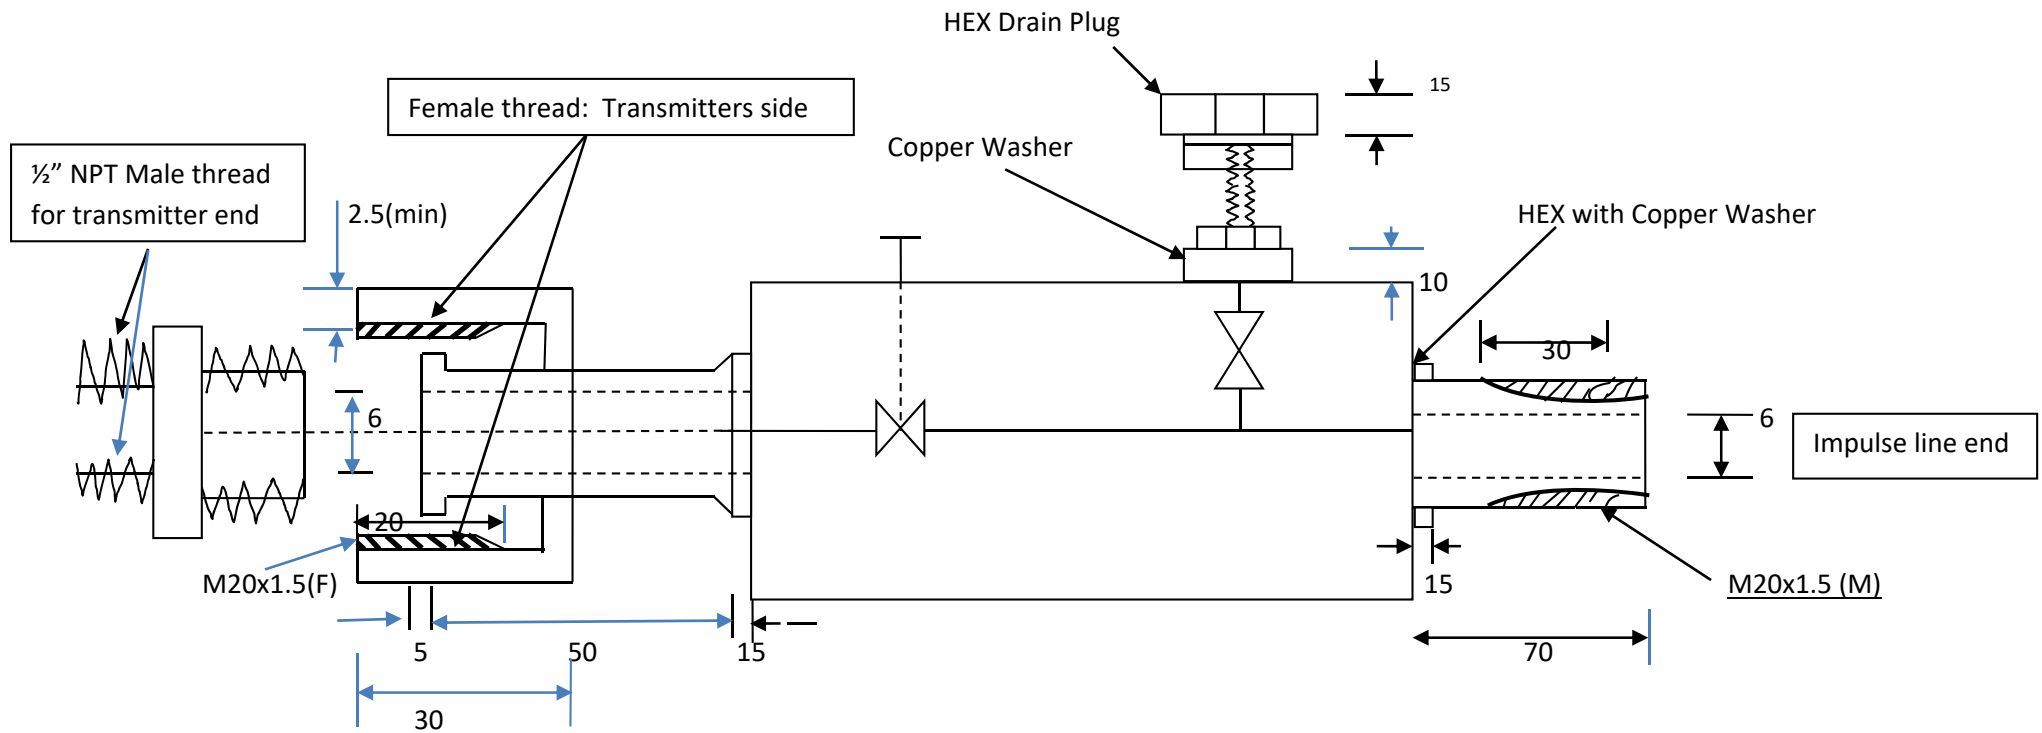 HEX Drain Plug
15
Female thread:  Transmitters side
Copper Washer
½” NPT Male thread
for transmitter end
2.5(min)
HEX with Copper Washer
10
30
6
6
Impulse line end
20
M20x1.5(F)
15
M20x1.5 (M)
5
50
15
70
30